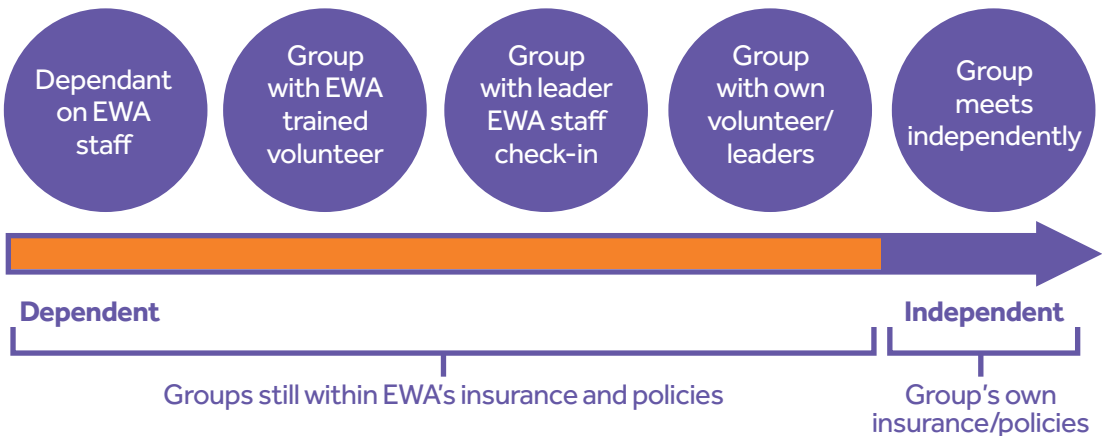 Dependant
on EWA
staff
Group
with EWA
trained
volunteer
Group
with leader
EWA staff
check-in
Group
with own
volunteer/
leaders
Group
meets
independently
Dependent
Independent
Groups still within EWA's insurance and policies
Group's own
insurance/policies